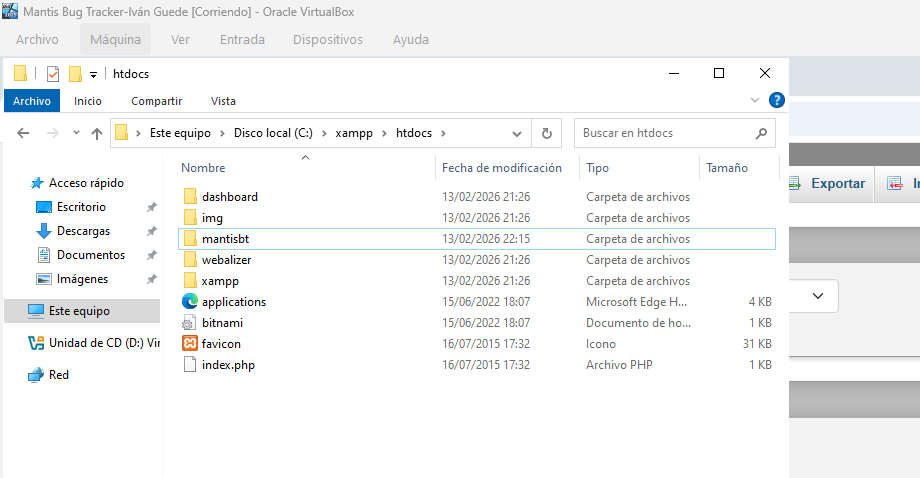 Mantis Bug Tracker-Iván Guede [Corriendo] - Oracle VirtualBox
Archivo Máquina Ver Entrada Dispositivos Ayuda
htdocs
Archivo Inicio Compartir Vista
Este equipo Disco local (C:) xampp htdocs Buscar en htdocs
Nombre Fecha de modificación Tipo Tamaño
Acceso rápido
Escritorio
Descargas
Documentos
Imágenes
Este equipo
Unidad de CD (D:) Vir
Red
dashboard 13/02/2026 21:26 Carpeta de archivos
img 13/02/2026 21:26 Carpeta de archivos
mantisbt 13/02/2026 22:15 Carpeta de archivos
webalizer 13/02/2026 21:26 Carpeta de archivos
xampp 13/02/2026 21:26 Carpeta de archivos
applications 15/06/2022 18:07 Microsoft Edge H... 4 KB
bitnami 15/06/2022 18:07 Documento de ho... 1 KB
favicon 16/07/2015 17:32 Icono 31 KB
index.php 16/07/2015 17:32 Archivo PHP 1 KB
Exportar